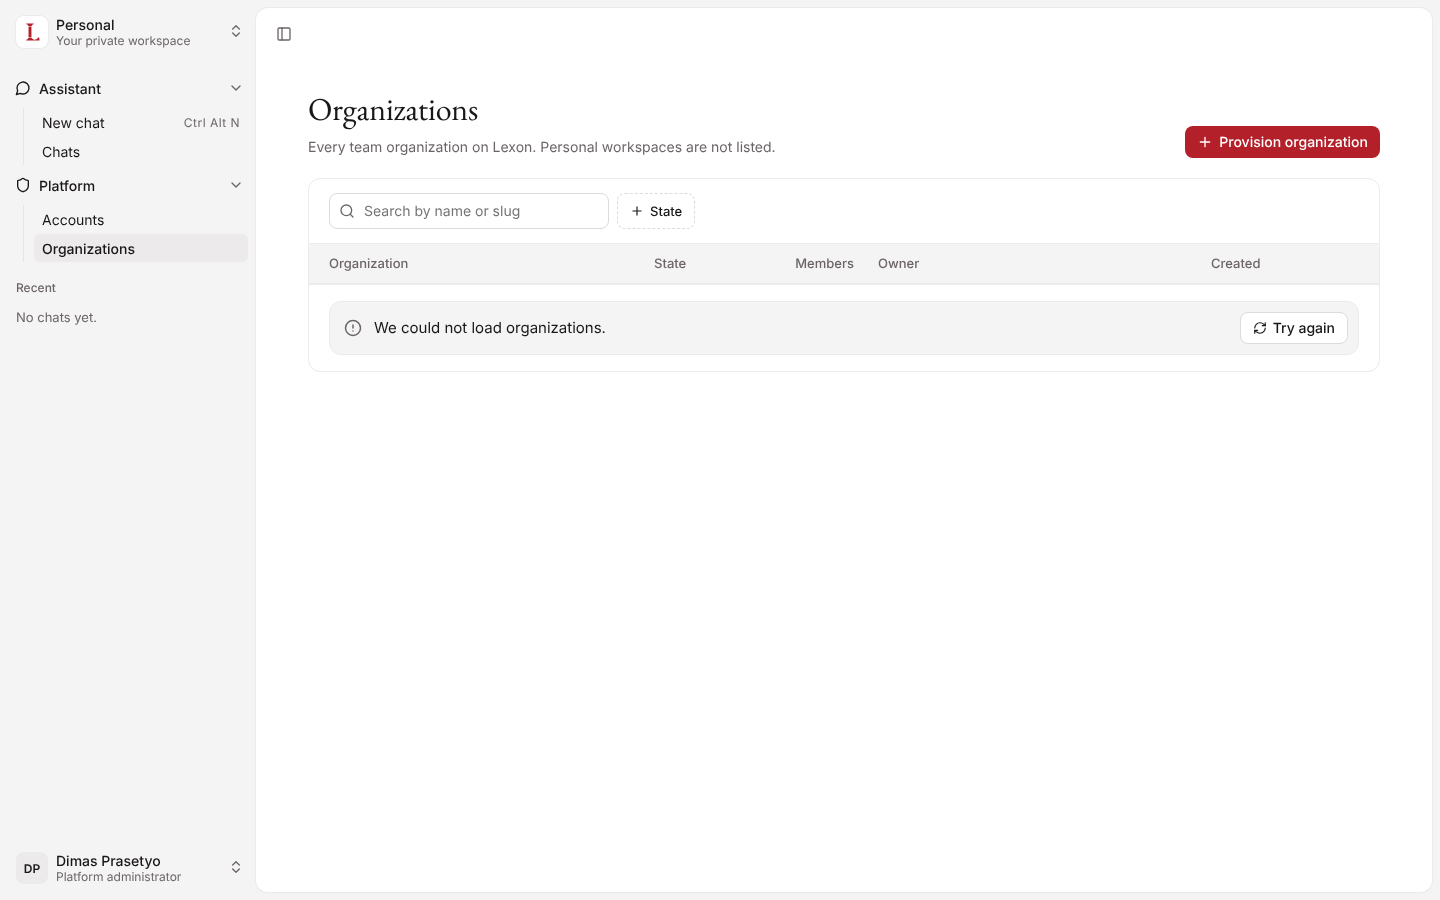 L
Personal
Your private workspace
Assistant
New chat
Ctrl Alt N
Chats
Platform
Accounts
Organizations
Recent
No chats yet.
DP
Dimas Prasetyo
Platform administrator
Organizations
Every team organization on Lexon. Personal workspaces are not listed.
Provision organization
Search by name or slug
State
Organization State Members Owner Created
We could not load organizations.
Try again